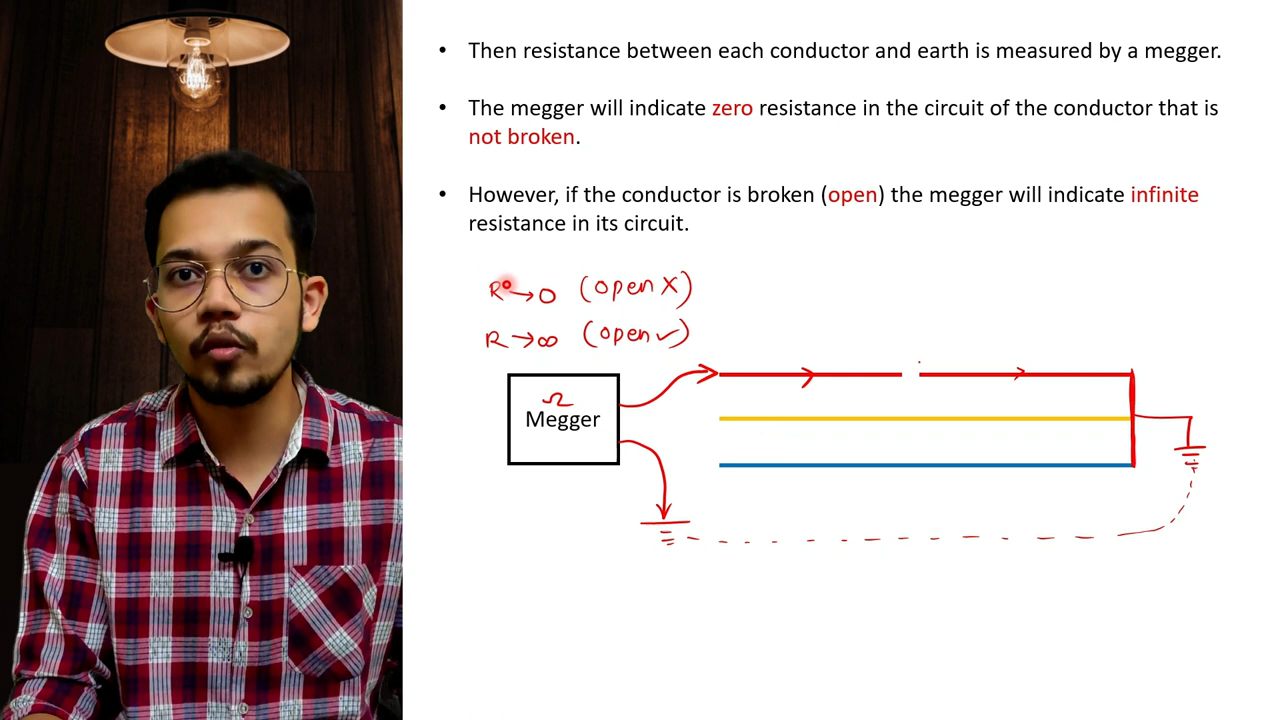 • Then resistance between each conductor and earth is measured by a megger.
• The megger will indicate zero resistance in the circuit of the conductor that is
not broken.
• However, if the conductor is broken (open) the megger will indicate infinite
resistance in its circuit.
R → 0 (open X)
R → ∞ (open ✓)
Ω
Megger